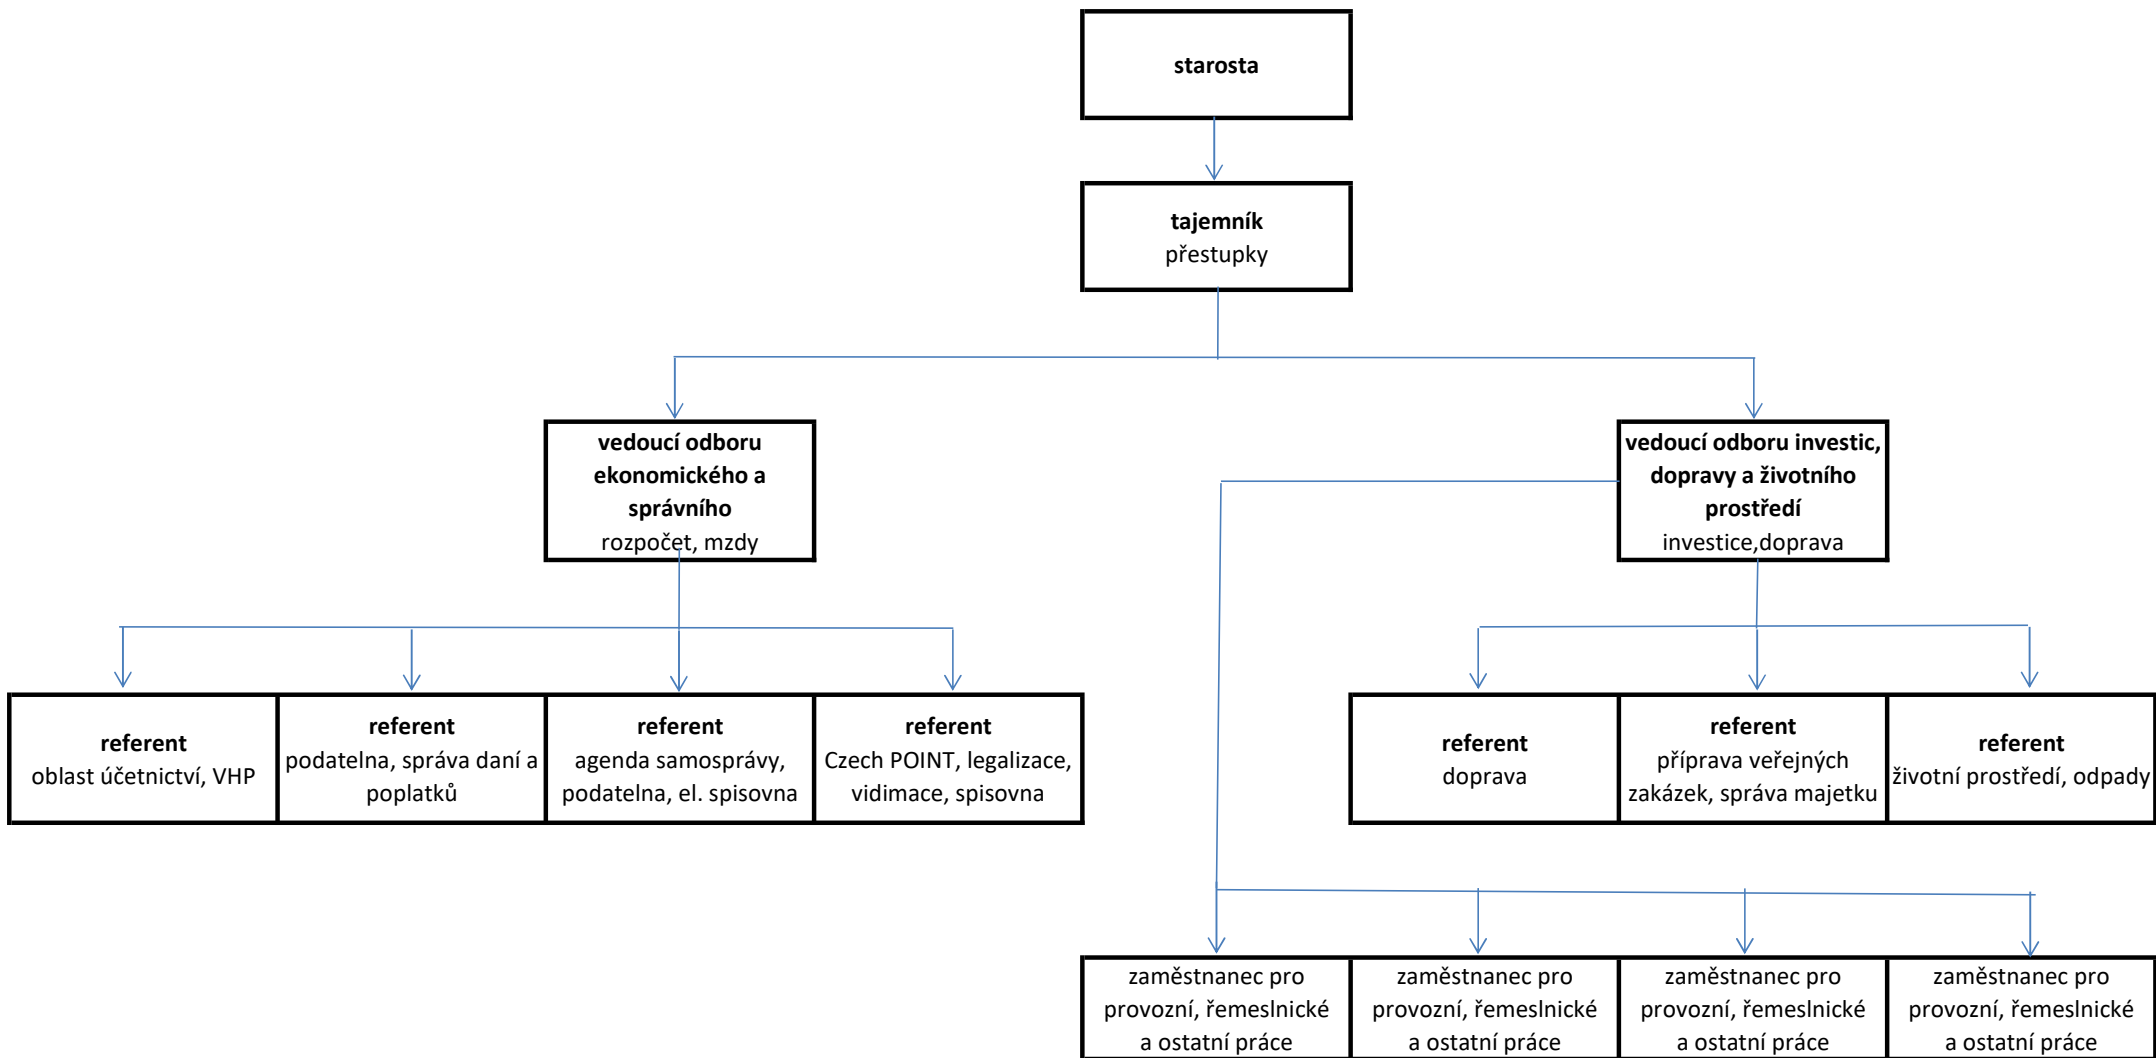 starosta
tajemník
přestupky
vedoucí odboru
ekonomického a
správního
rozpočet, mzdy
vedoucí odboru investic,
dopravy a životního
prostředí
investice,doprava
referent
oblast účetnictví, VHP
referent
podatelna, správa daní a
poplatků
referent
agenda samosprávy,
podatelna, el. spisovna
referent
Czech POINT, legalizace,
vidimace, spisovna
referent
doprava
referent
příprava veřejných
zakázek, správa majetku
referent
životní prostředí, odpady
zaměstnanec pro
provozní, řemeslnické
a ostatní práce
zaměstnanec pro
provozní, řemeslnické
a ostatní práce
zaměstnanec pro
provozní, řemeslnické
a ostatní práce
zaměstnanec pro
provozní, řemeslnické
a ostatní práce